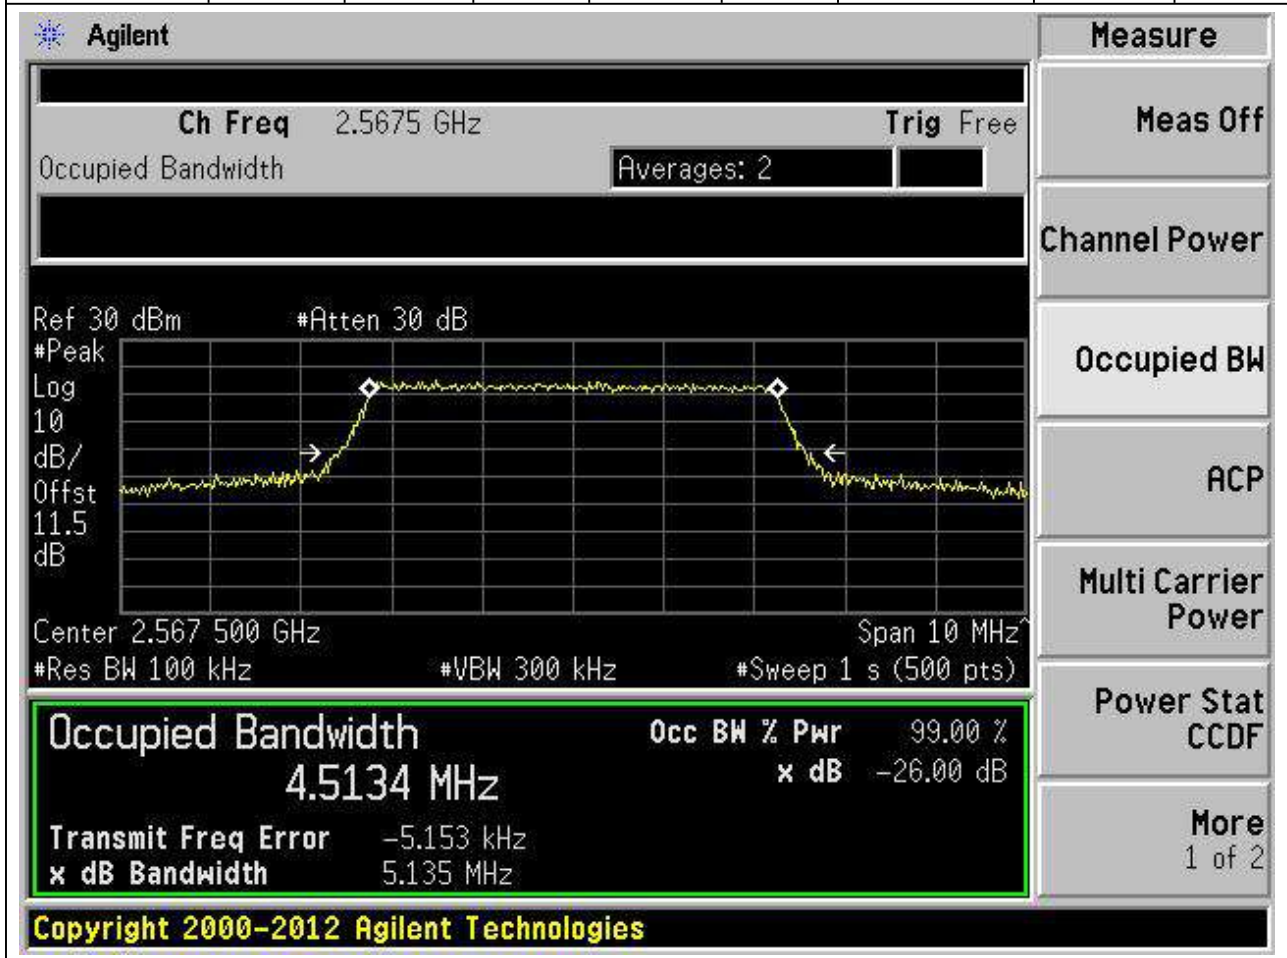 Agilent
Measure
Ch Freq 2.5675 GHz Trig Free
Meas Off
Occupied Bandwidth Averages: 2
Channel Power
Ref 30 dBm #Atten 30 dB
#Peak
Log
10
dB/
Offst
11.5
dB
Occupied BW
ACP
Multi Carrier
Power
Center 2.567 500 GHz Span 10 MHz^
#Res BW 100 kHz #VBW 300 kHz #Sweep 1 s (500 pts)
Occupied Bandwidth Occ BW % Pwr 99.00 %
4.5134 MHz x dB -26.00 dB
Power Stat
CCDF
Transmit Freq Error -5.153 kHz
x dB Bandwidth 5.135 MHz
More
1 of 2
Copyright 2000-2012 Agilent Technologies